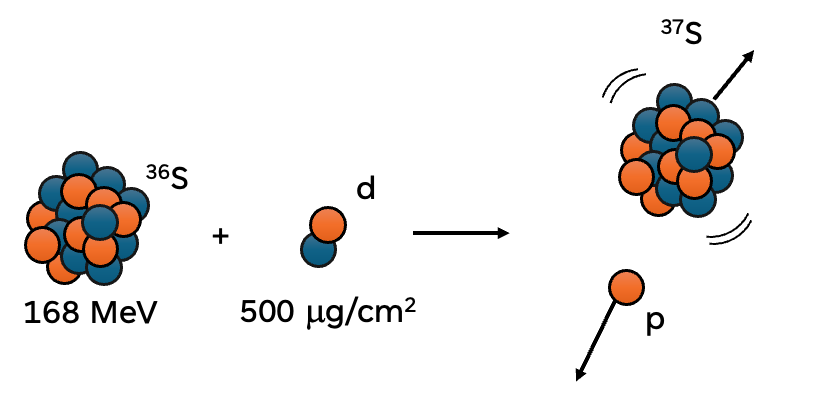 ³⁷S
³⁶S
d
+
168 MeV
500 μg/cm²
p